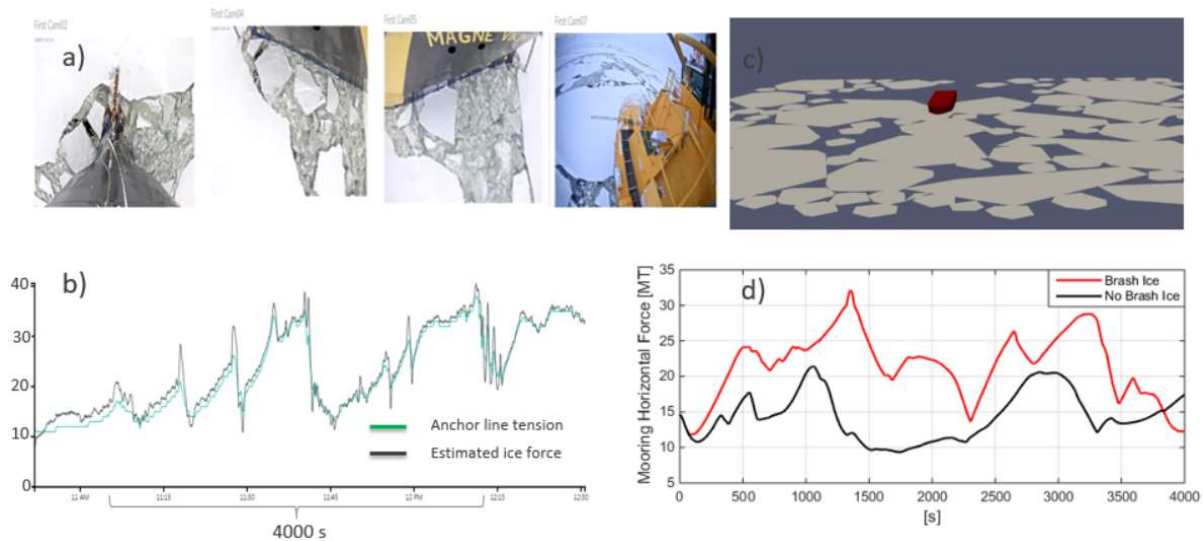 First Cam02
First Cam04
First Cam05
First Cam07
a)
MAGNE
c)
b)
40
30
20
10
0
Anchor line tension
Estimated ice force
11 AM
11:15
11:30
11:45
12 PM
12:15
12:30
4000 s
d)
Mooring Horizontal Force [MT]
35
30
25
20
15
10
5
0
Brash Ice
No Brash Ice
0
500
1000
1500
2000
2500
3000
3500
4000
[s]